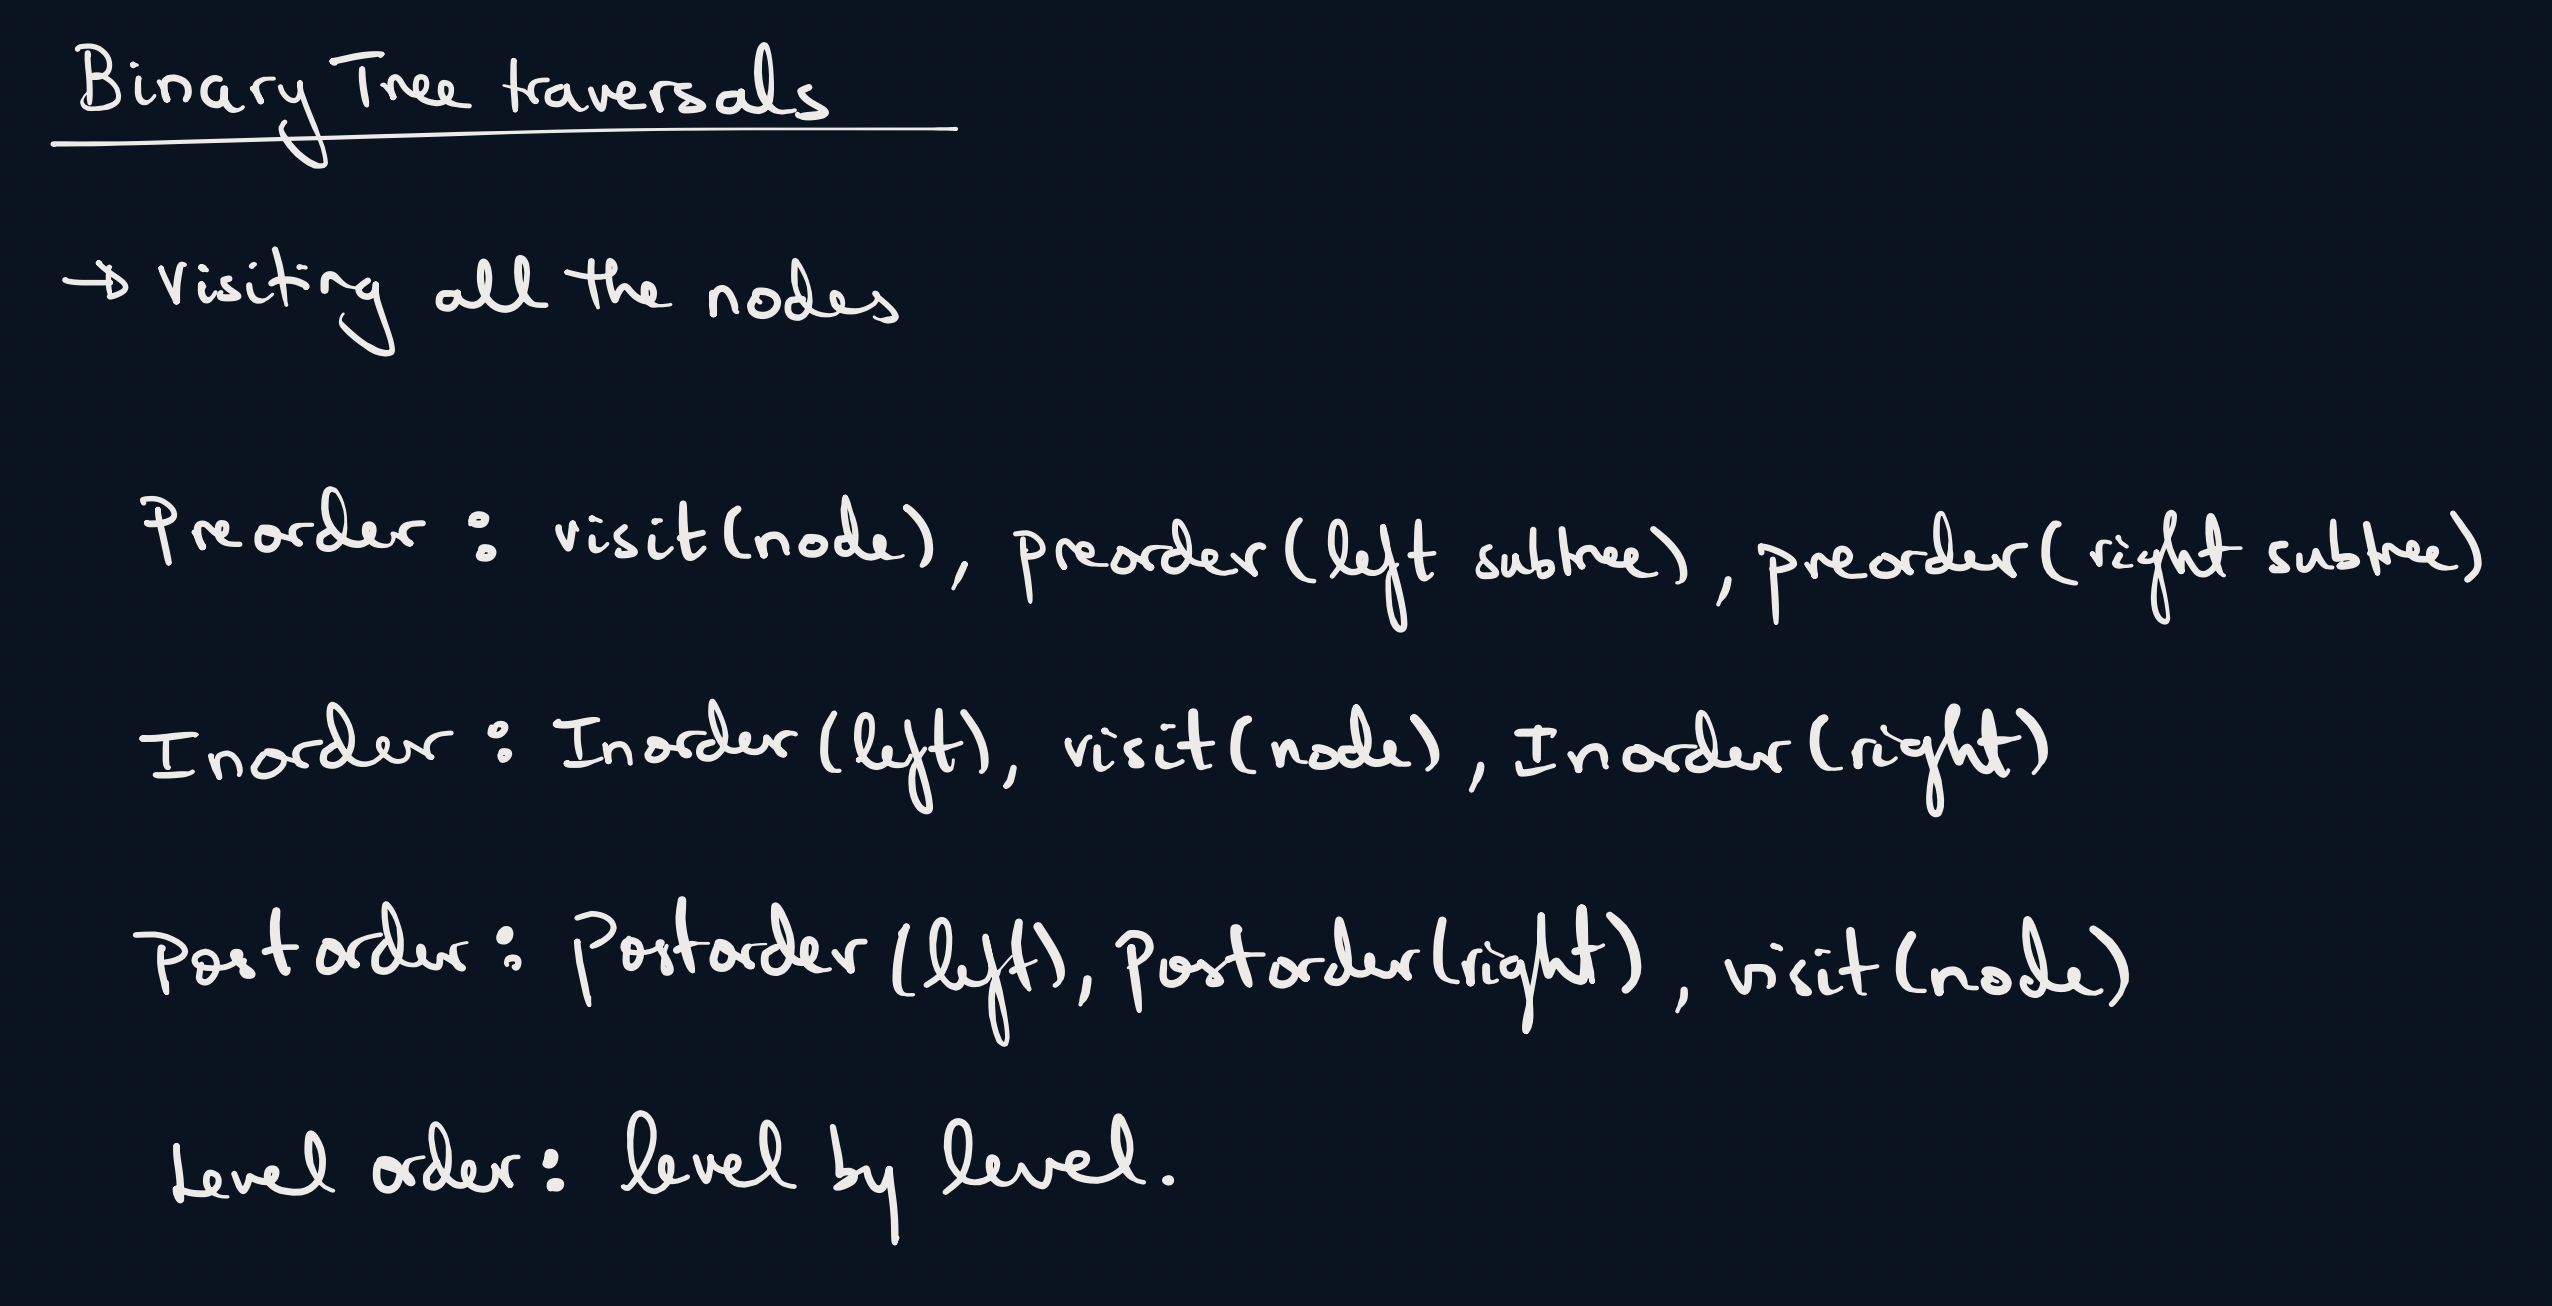 Binary Tree traversals
→ Visiting all the nodes
Preorder : visit(node), preorder(left subtree), preorder(right subtree)
Inorder : Inorder(left), visit(node), Inorder(right)
Postorder : Postorder(left), Postorder(right), visit(node)
Level order : level by level.